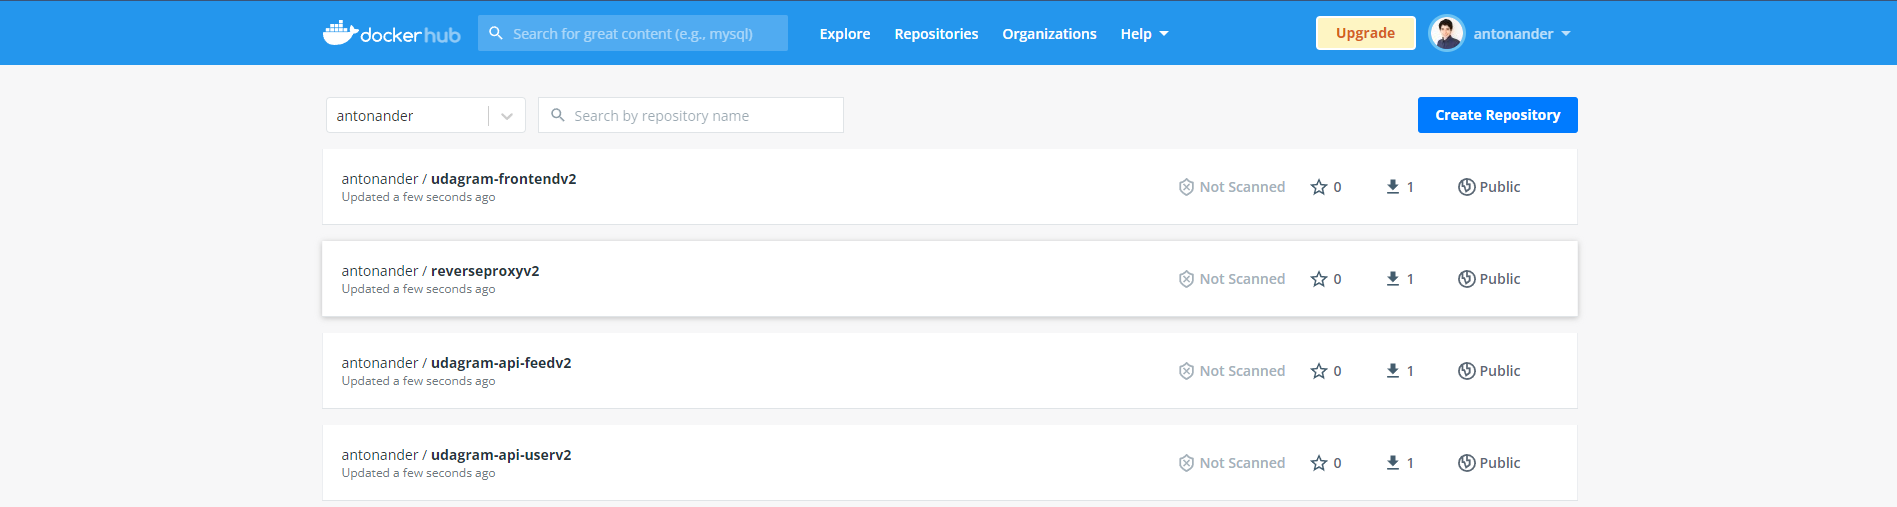 dockerhub Search for great content (e.g., mysql) Explore Repositories Organizations Help Upgrade antonander
antonander Search by repository name Create Repository
antonander / udagram-frontendv2 Not Scanned 0 1 Public
Updated a few seconds ago
antonander / reverseproxyv2 Not Scanned 0 1 Public
Updated a few seconds ago
antonander / udagram-api-feedv2 Not Scanned 0 1 Public
Updated a few seconds ago
antonander / udagram-api-userv2 Not Scanned 0 1 Public
Updated a few seconds ago